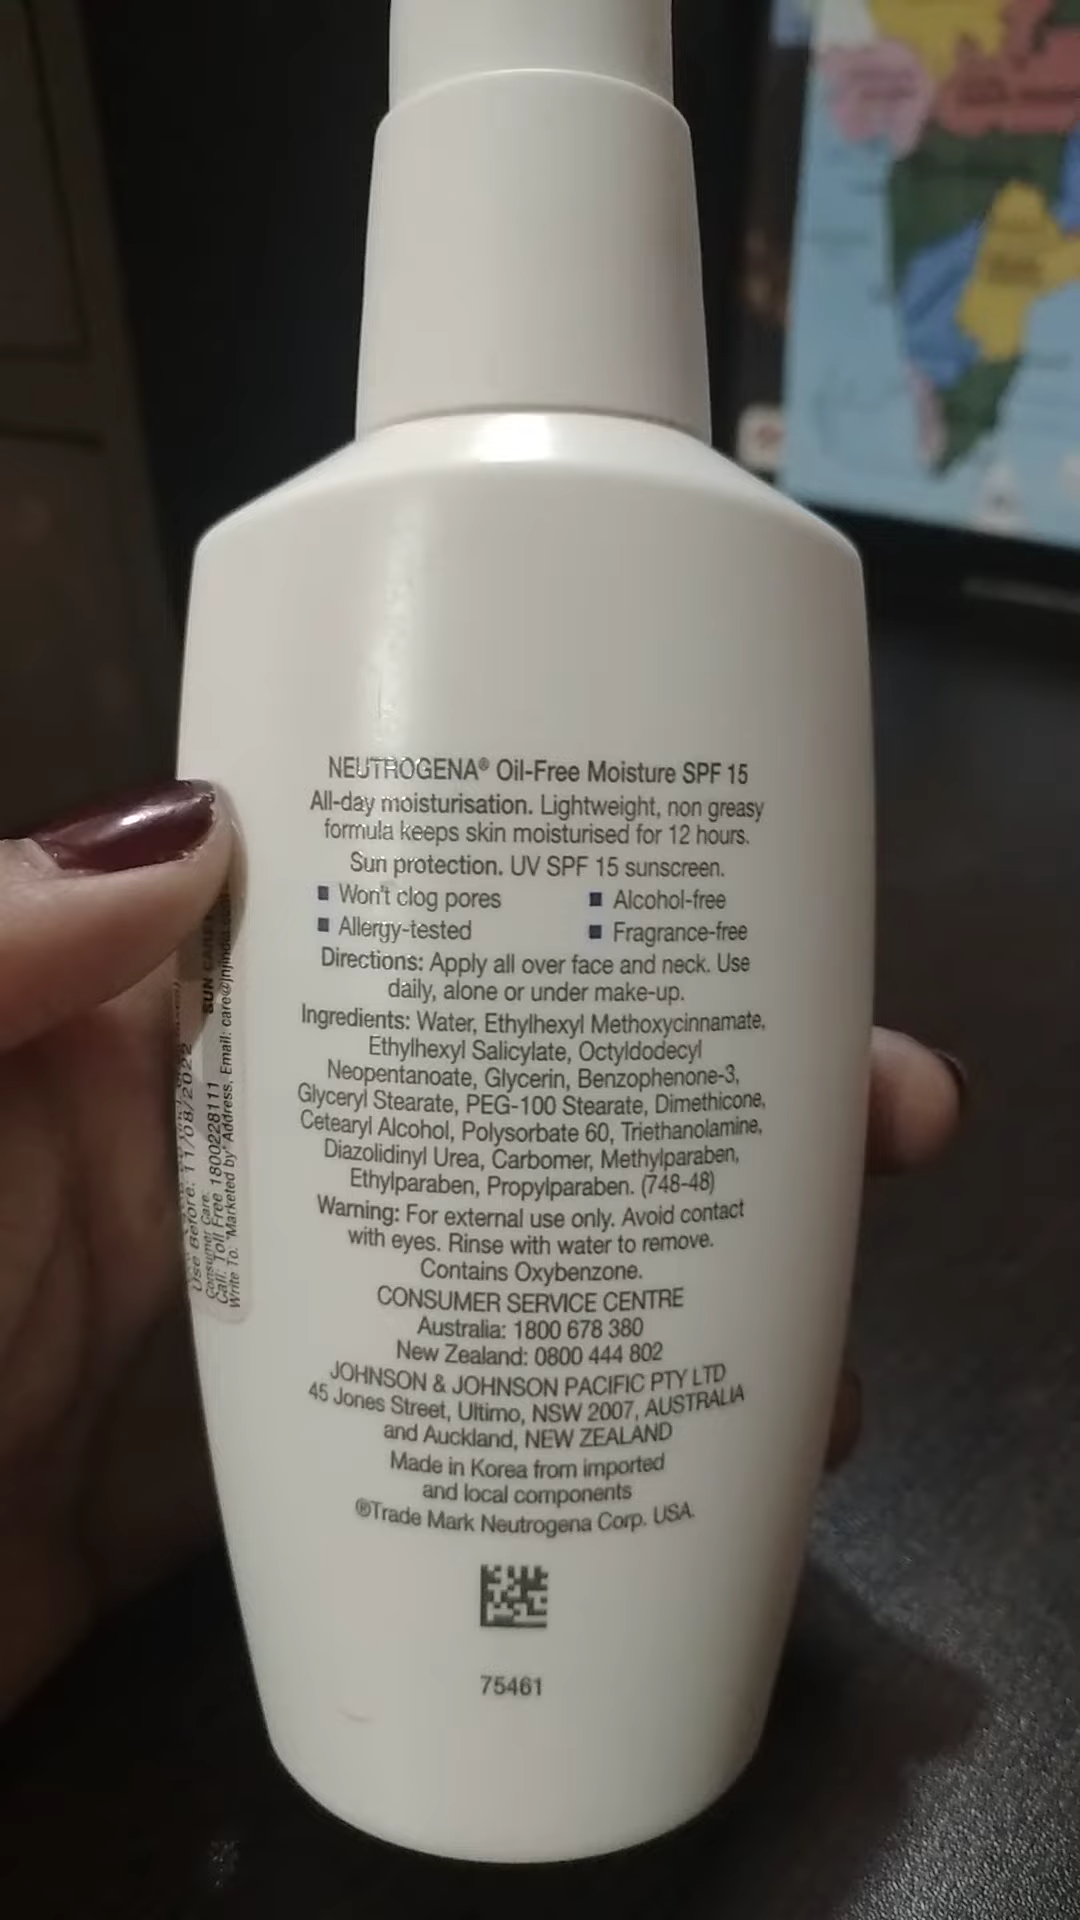 NEUTROGENA® Oil-Free Moisture SPF 15
All-day moisturisation. Lightweight, non greasy
formula keeps skin moisturised for 12 hours.
Sun protection. UV SPF 15 sunscreen.
Won't clog pores
Alcohol-free
Allergy-tested
Fragrance-free
Directions: Apply all over face and neck. Use
daily, alone or under make-up.
Ingredients: Water, Ethylhexyl Methoxycinnamate,
Ethylhexyl Salicylate, Octyldodecyl
Neopentanoate, Glycerin, Benzophenone-3,
Glyceryl Stearate, PEG-100 Stearate, Dimethicone,
Cetearyl Alcohol, Polysorbate 60, Triethanolamine,
Diazolidinyl Urea, Carbomer, Methylparaben,
Ethylparaben, Propylparaben. (748-48)
Warning: For external use only. Avoid contact
with eyes. Rinse with water to remove.
Contains Oxybenzone.
CONSUMER SERVICE CENTRE
Australia: 1800 678 380
New Zealand: 0800 444 802
JOHNSON & JOHNSON PACIFIC PTY LTD
45 Jones Street, Ultimo, NSW 2007, AUSTRALIA
and Auckland, NEW ZEALAND
Made in Korea from imported
and local components
®Trade Mark Neutrogena Corp. USA.
75461
Use Before: 11/08/2022
Consumer Care:
Call: Toll Free 1800228111 SUN CARE
Write To: 'Marketed by' Address, Email: care@jnjindia.com